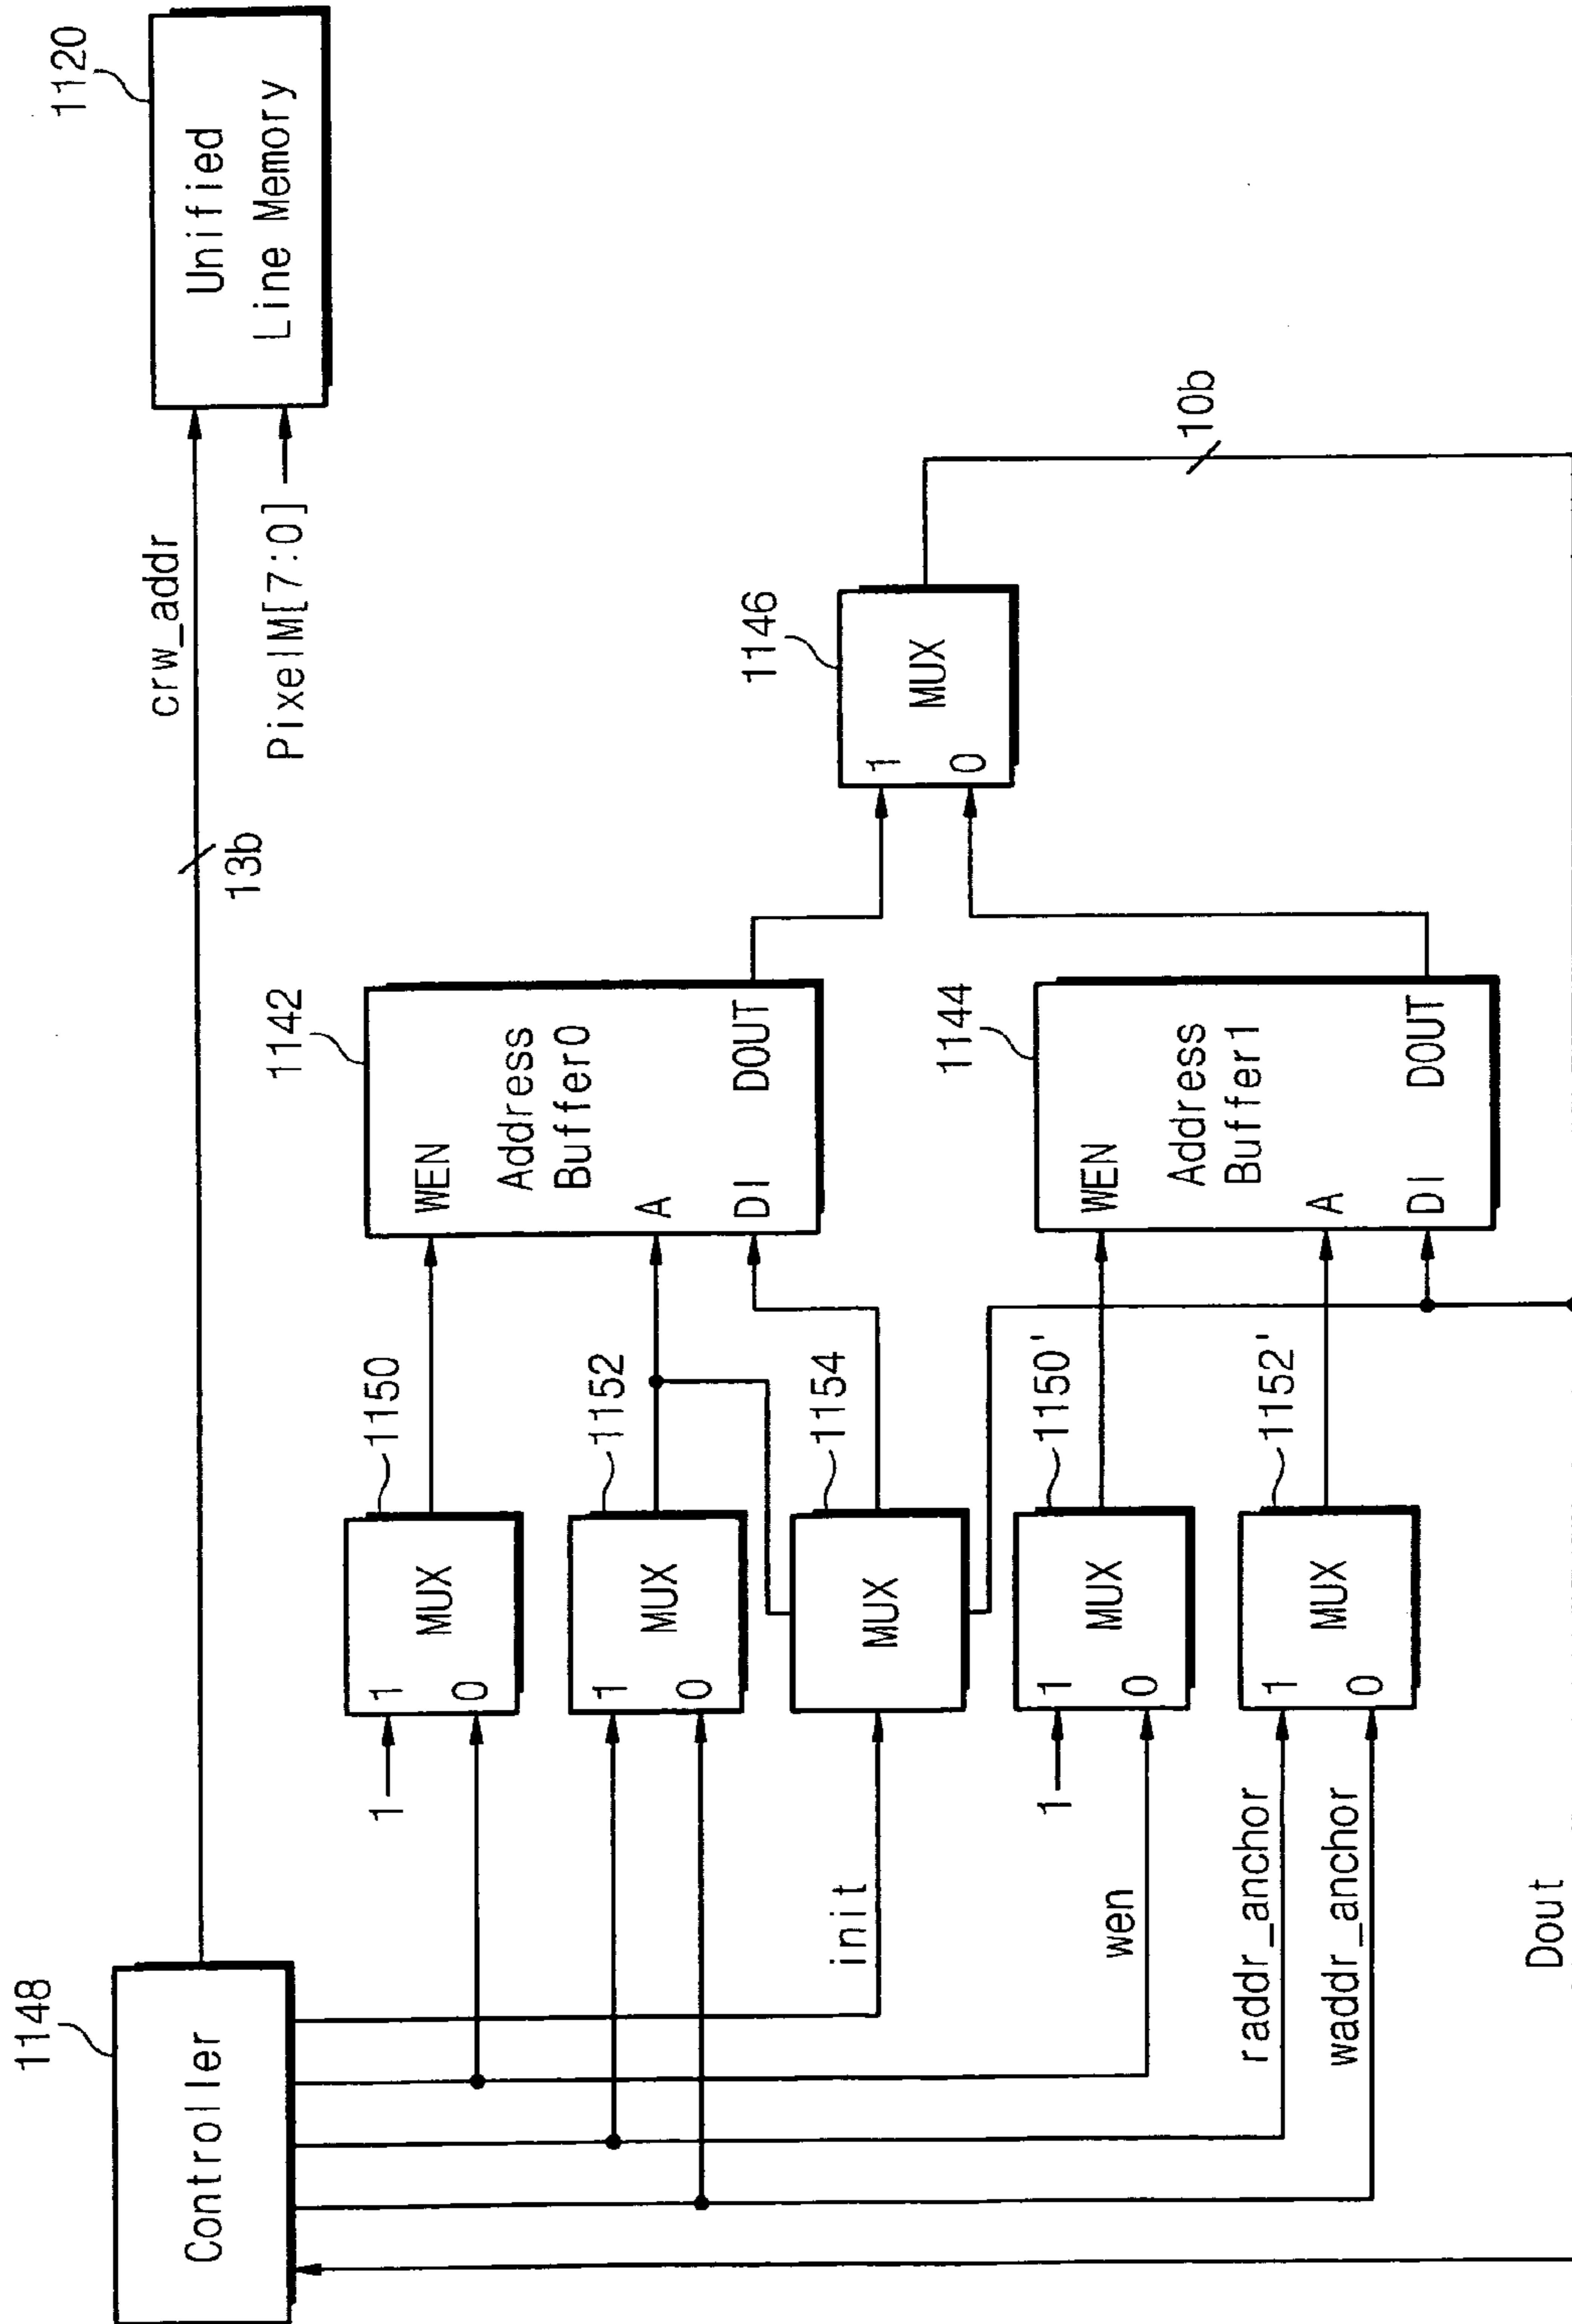 1148
Controller
crw_addr
13b
1120
Unified
Line Memory
PixelM[7:0]
1
1
0
MUX
1150
1
0
MUX
1152
init
MUX
1154
WEN
A
DI
Address
Buffer0
DOUT
1142
1
1
0
MUX
1150'
wen
raddr_anchor
waddr_anchor
1
0
MUX
1152'
WEN
A
DI
Address
Buffer1
DOUT
1144
1
0
MUX
1146
10b
Dout